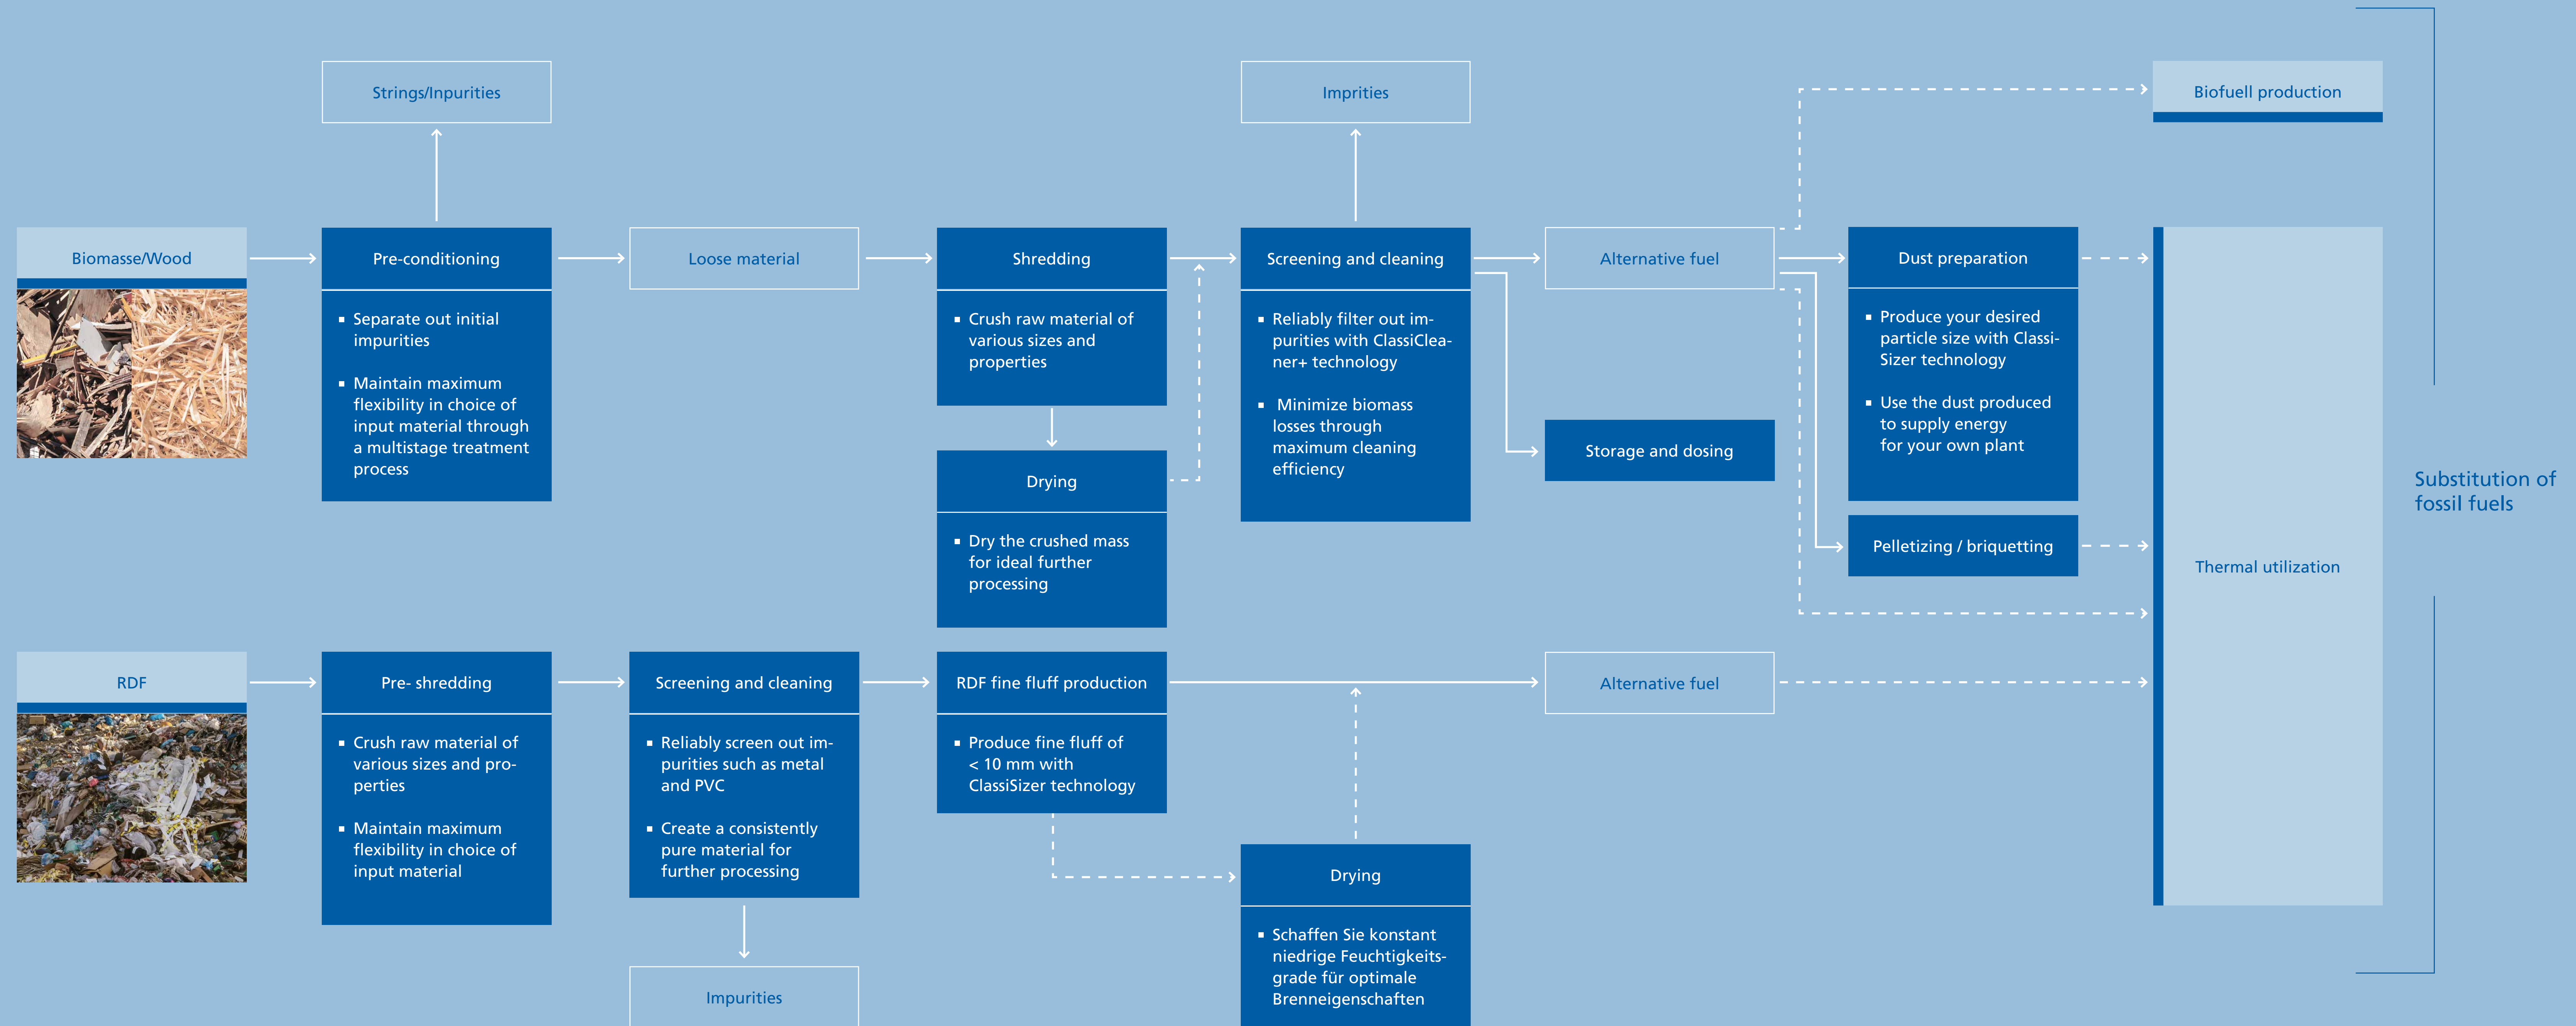 Strings/Inpurities
Imprities
Biofuell production
Biomasse/Wood
Pre-conditioning
▪ Separate out initial
impurities
▪ Maintain maximum
flexibility in choice of
input material through
a multistage treatment
process
Loose material
Shredding
▪ Crush raw material of
various sizes and
properties
Drying
▪ Dry the crushed mass
for ideal further
processing
Screening and cleaning
▪ Reliably filter out im-
purities with ClassiClea-
ner+ technology
▪ Minimize biomass
losses through
maximum cleaning
efficiency
Alternative fuel
Storage and dosing
Dust preparation
▪ Produce your desired
particle size with Classi-
Sizer technology
▪ Use the dust produced
to supply energy
for your own plant
Pelletizing / briquetting
Thermal utilization
Substitution of
fossil fuels
RDF
Pre- shredding
▪ Crush raw material of
various sizes and pro-
perties
▪ Maintain maximum
flexibility in choice of
input material
Screening and cleaning
▪ Reliably screen out im-
purities such as metal
and PVC
▪ Create a consistently
pure material for
further processing
Impurities
RDF fine fluff production
▪ Produce fine fluff of
< 10 mm with
ClassiSizer technology
Drying
▪ Schaffen Sie konstant
niedrige Feuchtigkeits-
grade für optimale
Brenneigenschaften
Alternative fuel